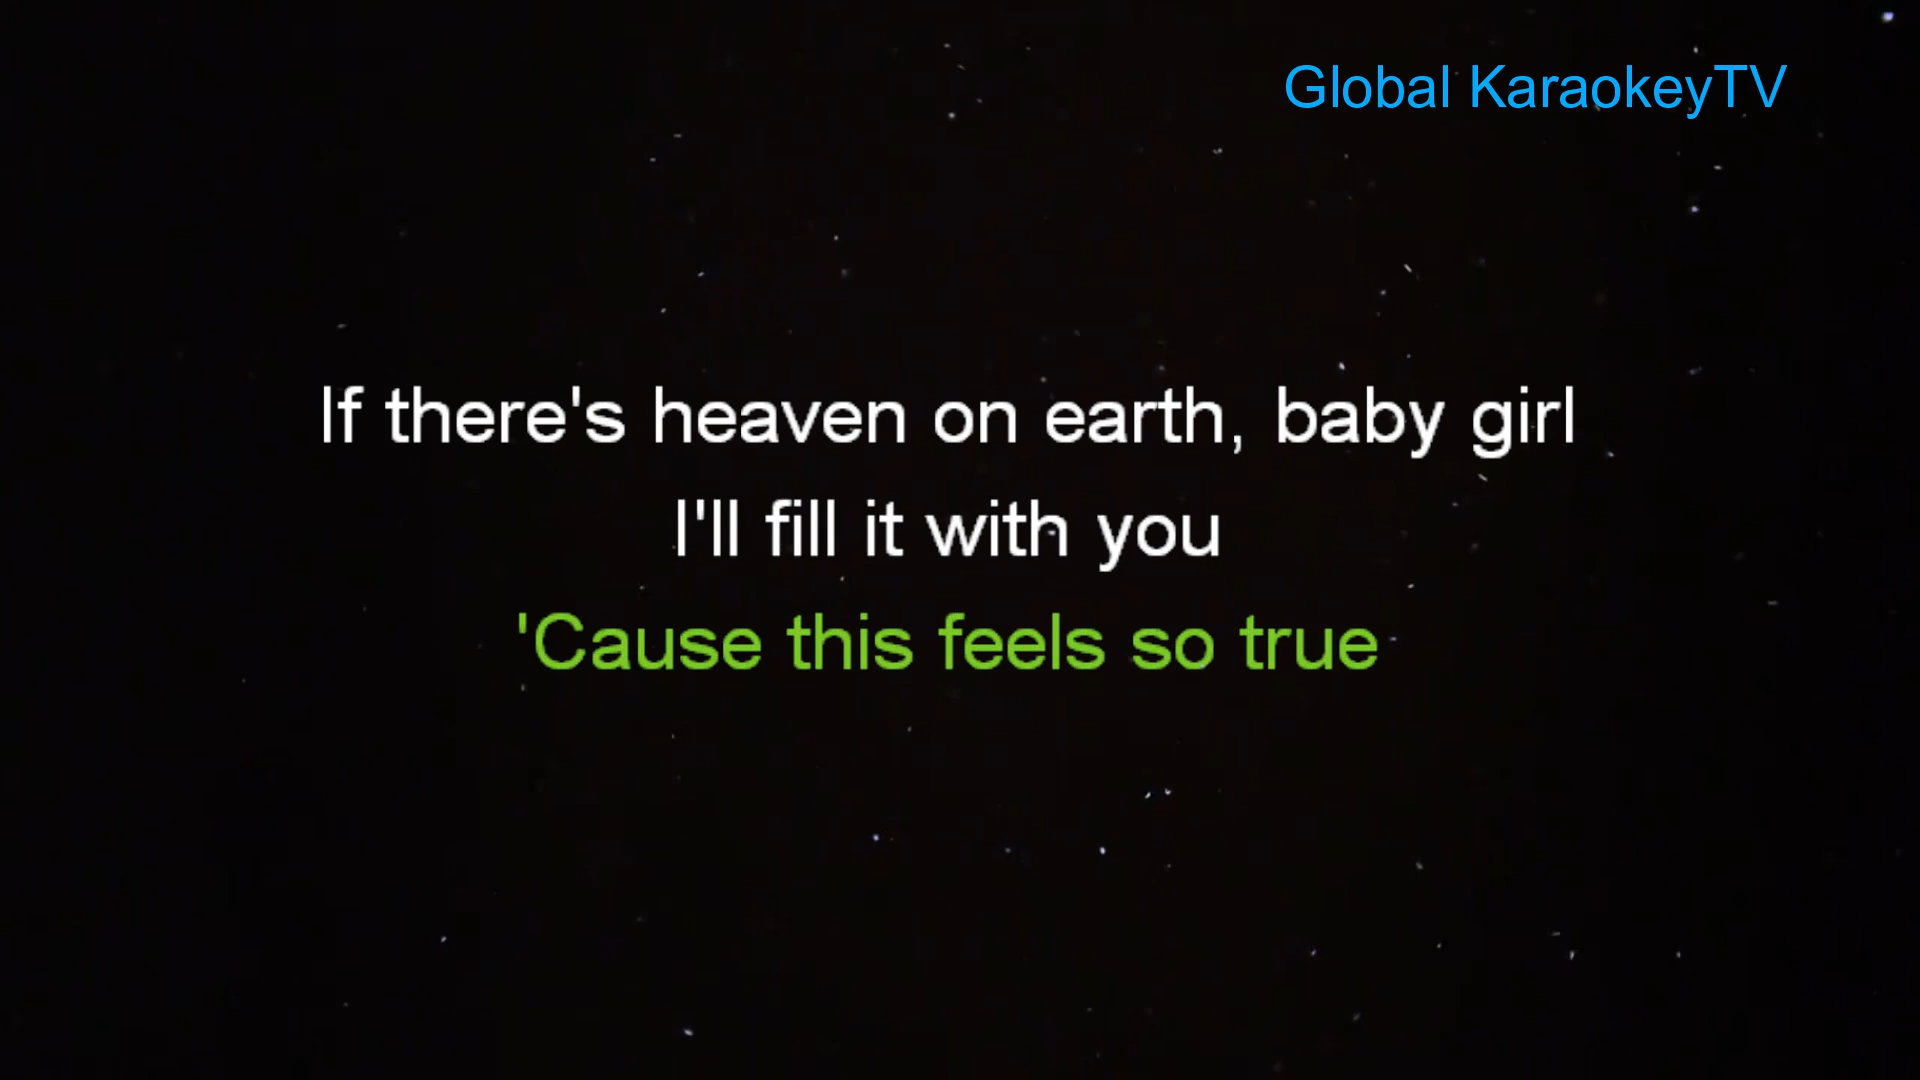 Global KaraokeyTV
If there's heaven on earth, baby girl
I'll fill it with you
'Cause this feels so true